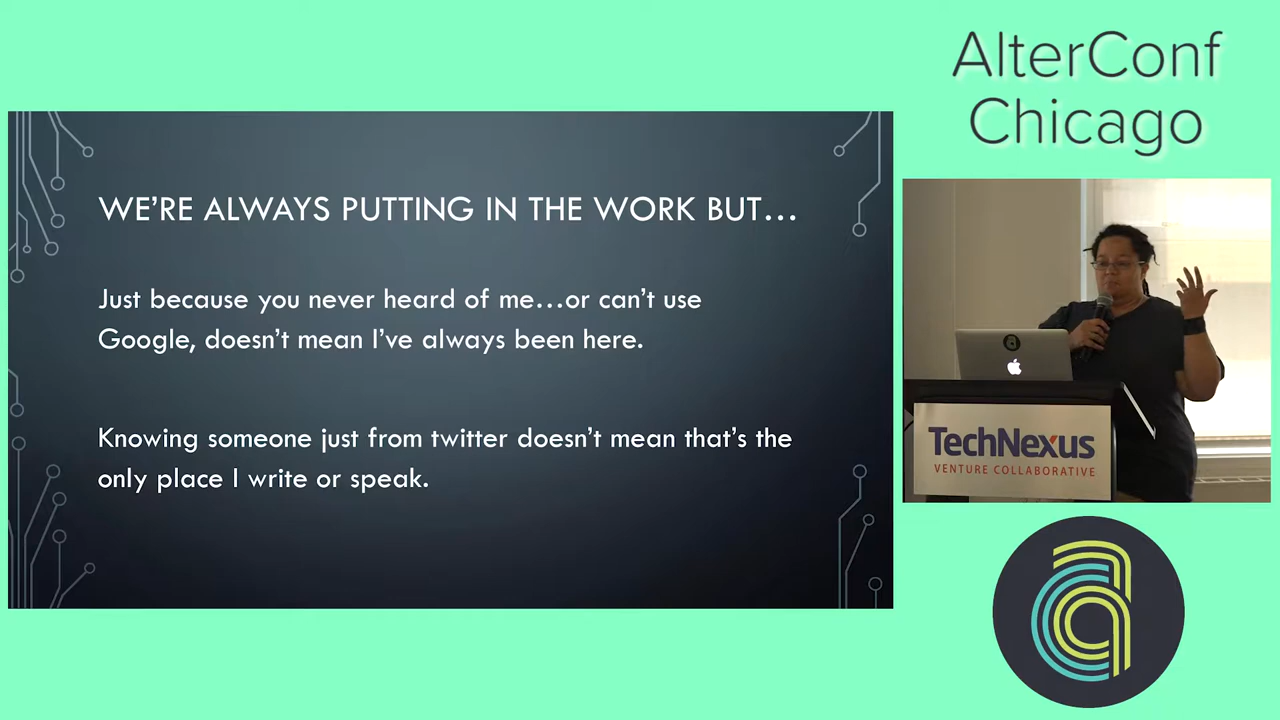 AlterConf
Chicago
WE’RE ALWAYS PUTTING IN THE WORK BUT…
Just because you never heard of me…or can’t use
Google, doesn’t mean I’ve always been here.
Knowing someone just from twitter doesn’t mean that’s the
only place I write or speak.
TechNexus
VENTURE COLLABORATIVE